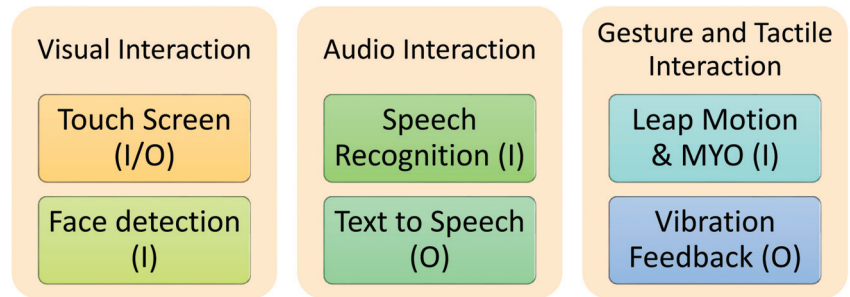 Visual Interaction
Touch Screen
(I/O)
Face detection
(I)
Audio Interaction
Speech
Recognition (I)
Text to Speech
(O)
Gesture and Tactile
Interaction
Leap Motion
& MYO (I)
Vibration
Feedback (O)